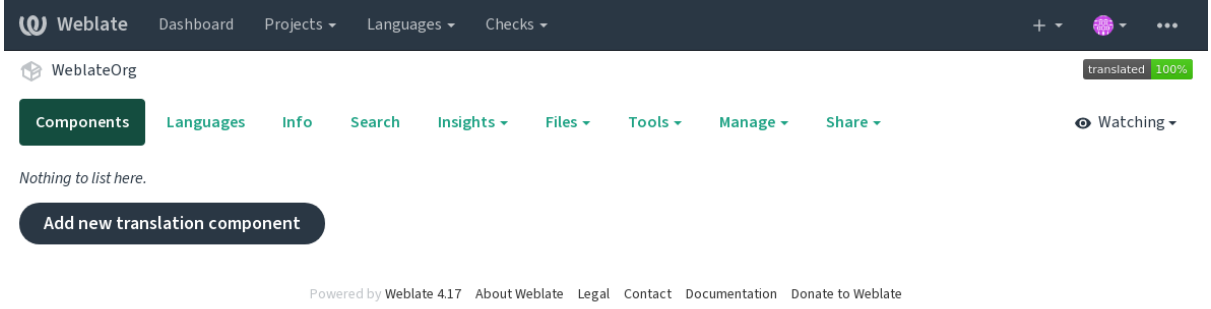 Weblate Dashboard Projects Languages Checks
WeblateOrg translated 100%
Components Languages Info Search Insights Files Tools Manage Share Watching
Nothing to list here.
Add new translation component
Powered by Weblate 4.17 About Weblate Legal Contact Documentation Donate to Weblate